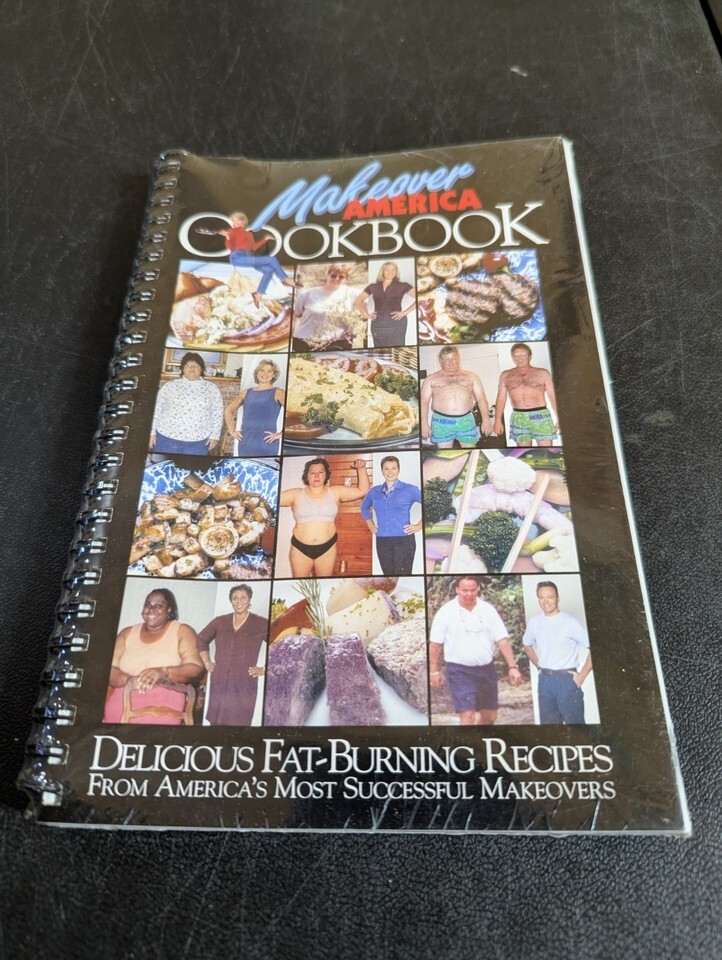 Makeover
AMERICA
COOKBOOK
DELICIOUS FAT-BURNING RECIPES
FROM AMERICA'S MOST SUCCESSFUL MAKEOVERS